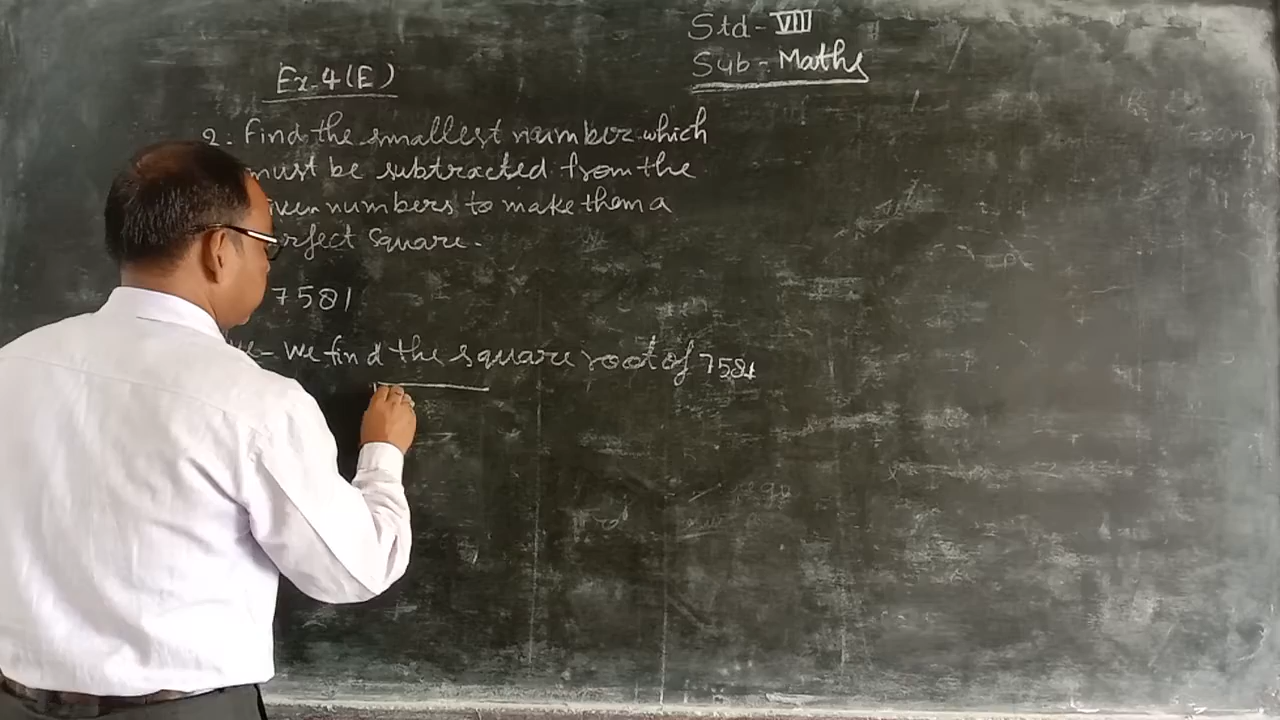 Std - VIII
Sub - Maths
Ex. 4(E)
2. Find the smallest number which
must be subtracted from the
numbers to make them a
square.
7581
we find the square root of 7581